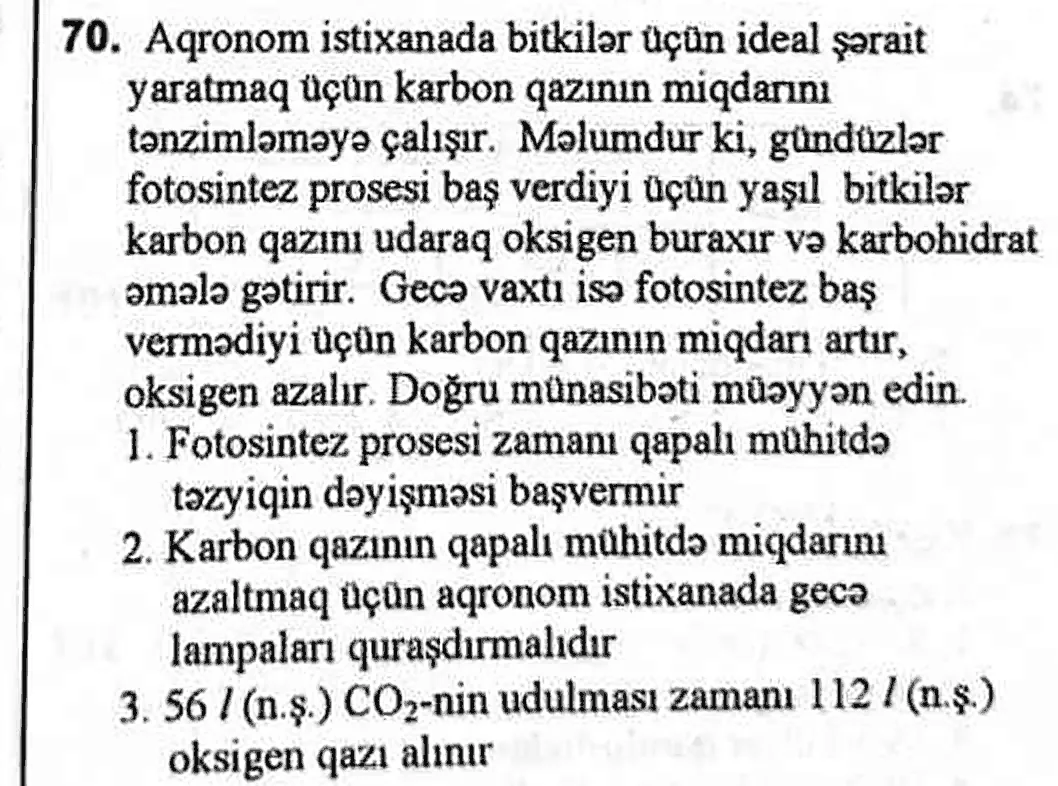 70. Aqronom istixanada bitkilər üçün ideal şərait
yaratmaq üçün karbon qazının miqdarını
tənzimləməyə çalışır. Məlumdur ki, gündüzlər
fotosintez prosesi baş verdiyi üçün yaşıl bitkilər
karbon qazını udaraq oksigen buraxır və karbohidrat
əmələ gətirir. Gecə vaxtı isə fotosintez baş
vermədiyi üçün karbon qazının miqdarı artır,
oksigen azalır. Doğru münasibəti müəyyən edin.
1. Fotosintez prosesi zamanı qapalı mühitdə
təzyiqin dəyişməsi başvermir
2. Karbon qazının qapalı mühitdə miqdarını
azaltmaq üçün aqronom istixanada gecə
lampaları quraşdırmalıdır
3. 56 l (n.ş.) CO₂-nin udulması zamanı 112 l (n.ş.)
oksigen qazı alınır